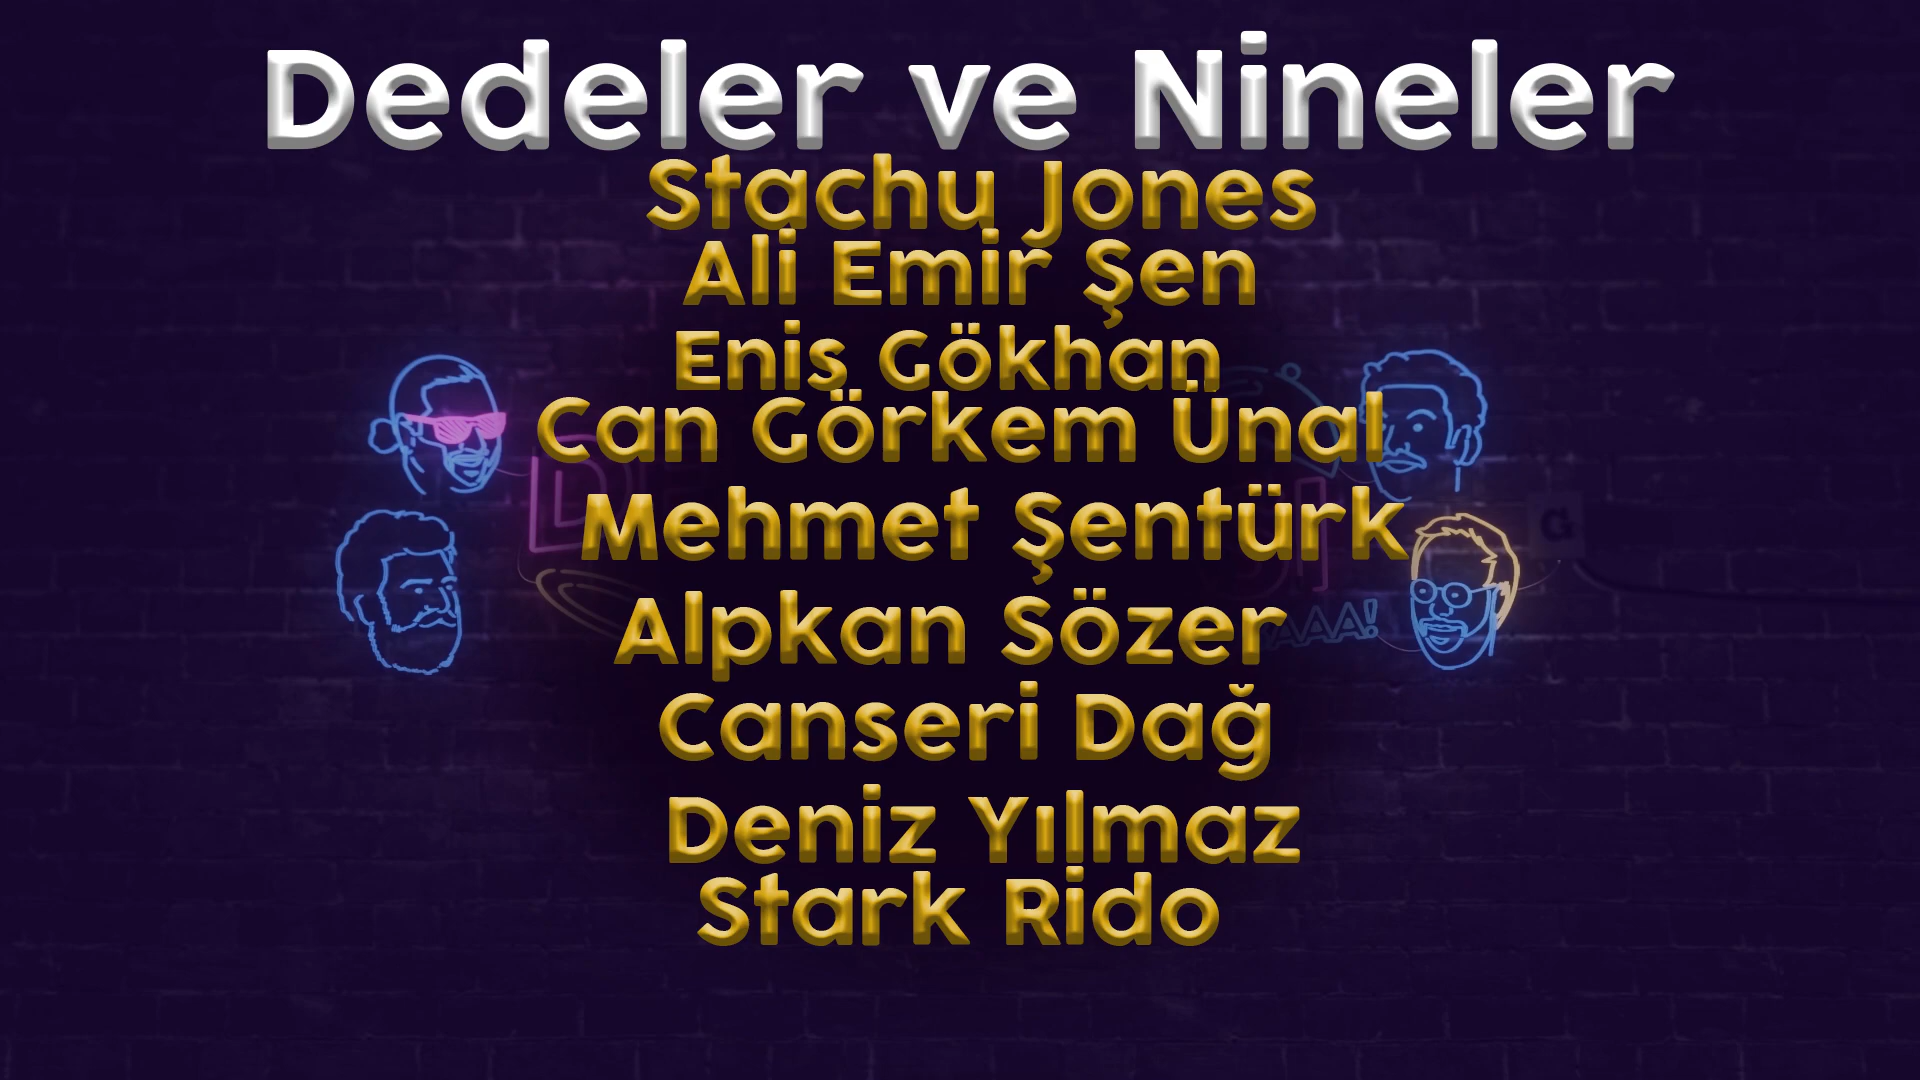 Dedeler ve Nineler
Stachu Jones
Ali Emir Şen
Enis Gökhan
Can Görkem Ünal
Mehmet Şentürk
Alpkan Sözer
Canseri Dağ
Deniz Yılmaz
Stark Rido